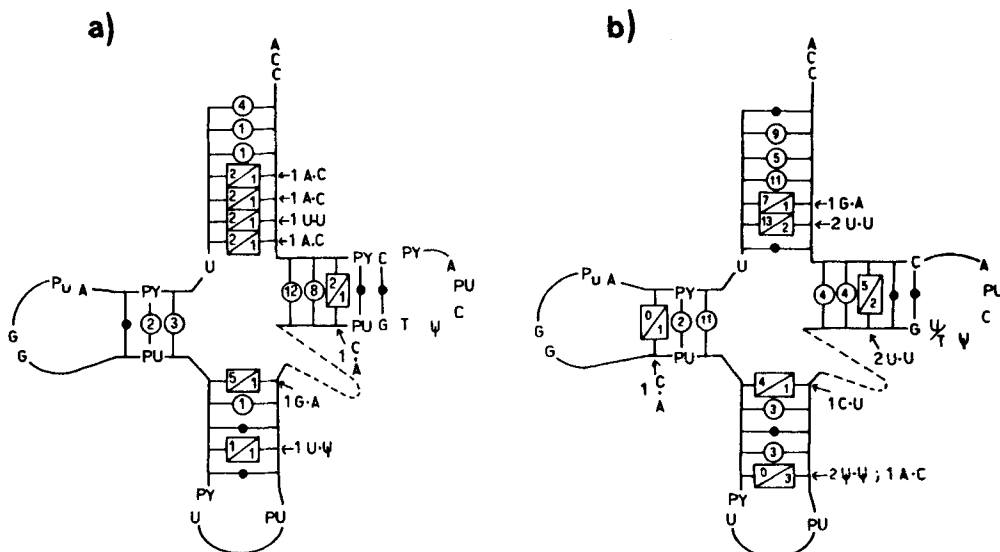 a)
A
C
C
4
1
1
2/1 ←1 A·C
2/1 ←1 A·C
2/1 ←1 U·U
2/1 ←1 A·C
U
PY C PY A
12 8 2/1 PU
C
PU G T Ψ
1 C·A
PU A PY
G 2 3
G PU
5/1 1 G·A
1
1/1 ←1 U·Ψ
PY
U PU
b)
A
C
C
9
5
11
7/1 ←1 G·A
13/2 ←2 U·U
U
C A
4 4 5/2 PU
C
G U/T Ψ
2 U·U
PU A PY
G 0/1 2 11
G PU
1 C·A
4/1 1 C·U
3
3
0/3 ←2 Ψ·Ψ ; 1 A·C
PY
U PU